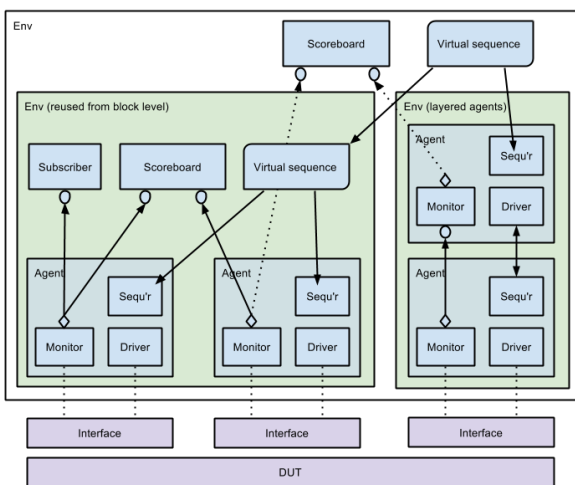 Env
Scoreboard
Virtual sequence
Env (reused from block level)
Env (layered agents)
Agent
Sequ'r
Subscriber
Scoreboard
Virtual sequence
Monitor
Driver
Agent
Sequ'r
Monitor
Driver
Agent
Sequ'r
Monitor
Driver
Agent
Sequ'r
Monitor
Driver
Interface
Interface
Interface
DUT